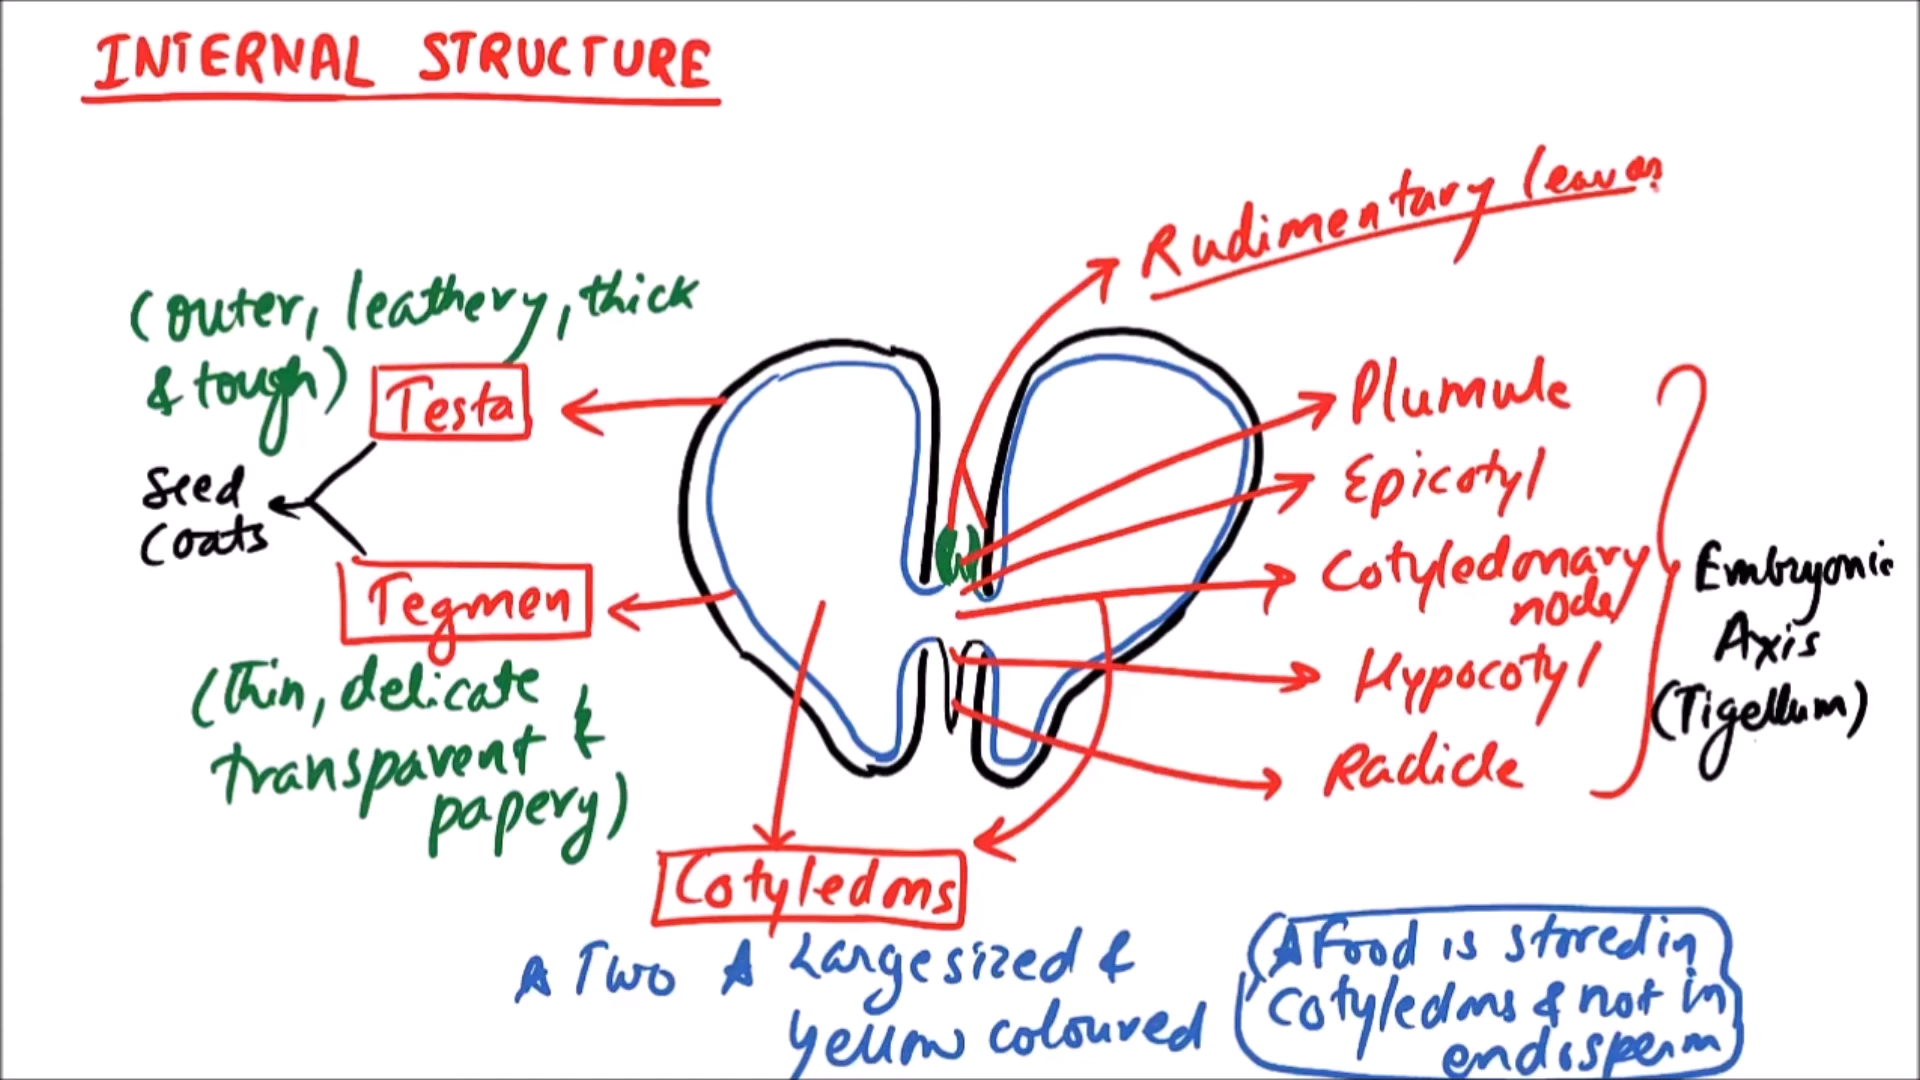 INTERNAL STRUCTURE
Rudimentary leaves
(outer, leathery, thick
& tough)
Testa
Seed
Coats
Tegmen
(Thin, delicate &
transparent
papery)
Plumule
Epicotyl
Cotyledonary
node
Hypocotyl
Radicle
Embryonic
Axis
(Tigellum)
Cotyledons
Two
Large sized &
Yellow coloured
Food is stored in
Cotyledons & not in
endosperm